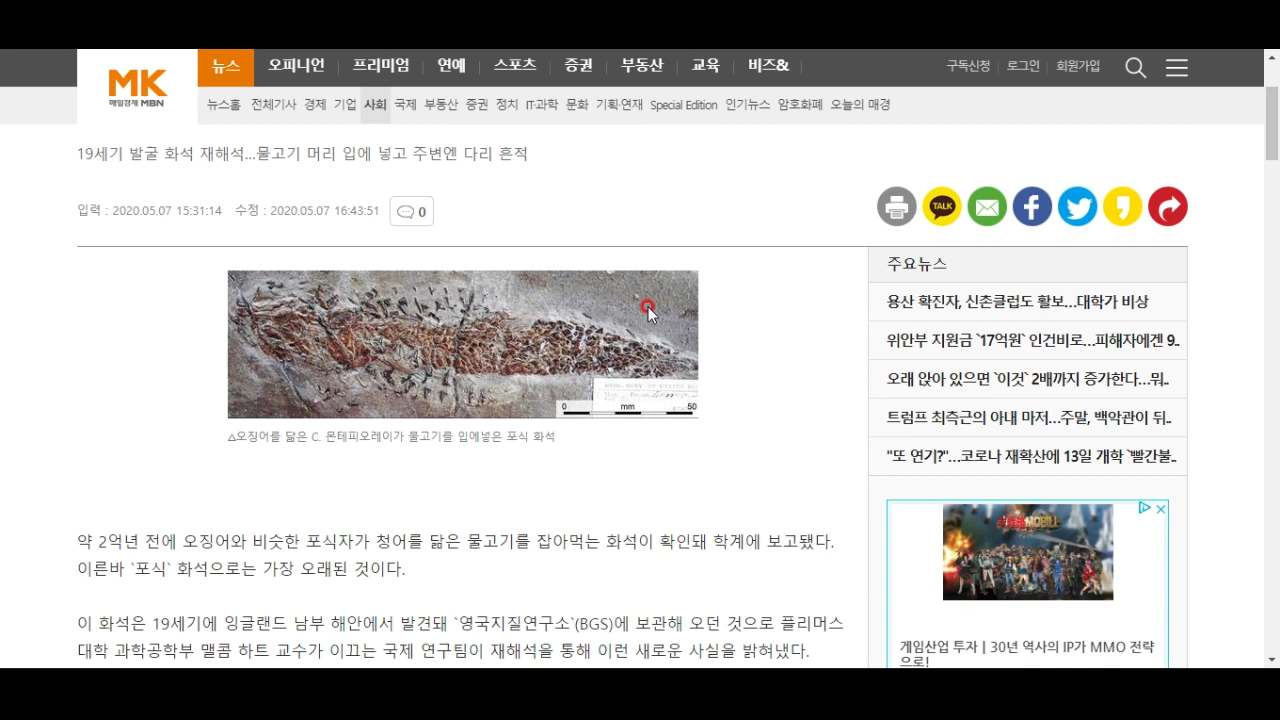 MK
매일경제 MBN
뉴스 오피니언 프리미엄 연예 스포츠 증권 부동산 교육 비즈&
구독신청 로그인 회원가입
뉴스홈 전체기사 경제 기업 사회 국제 부동산 증권 정치 IT·과학 문화 기획·연재 Special Edition 인기뉴스 암호화폐 오늘의 매경
19세기 발굴 화석 재해석...물고기 머리 입에 넣고 주변엔 다리 흔적
입력 : 2020.05.07 15:31:14 수정 : 2020.05.07 16:43:51 0
TALK
0 mm 50
△오징어를 닮은 C. 몬테피오레이가 물고기를 입에넣은 포식 화석
약 2억년 전에 오징어와 비슷한 포식자가 청어를 닮은 물고기를 잡아먹는 화석이 확인돼 학계에 보고됐다.
이른바 `포식` 화석으로는 가장 오래된 것이다.
이 화석은 19세기에 잉글랜드 남부 해안에서 발견돼 `영국지질연구소`(BGS)에 보관해 오던 것으로 플리머스
대학 과학공학부 맬콤 하트 교수가 이끄는 국제 연구팀이 재해석을 통해 이런 새로운 사실을 밝혀냈다.
주요뉴스
용산 확진자, 신촌클럽도 활보…대학가 비상
위안부 지원금 `17억원` 인건비로…피해자에겐 9..
오래 앉아 있으면 `이것` 2배까지 증가한다…뭐..
트럼프 최측근의 아내 마저…주말, 백악관이 뒤..
"또 연기?"…코로나 재확산에 13일 개학 `빨간불..
MOBILE
게임산업 투자 | 30년 역사의 IP가 MMO 전략
으로!